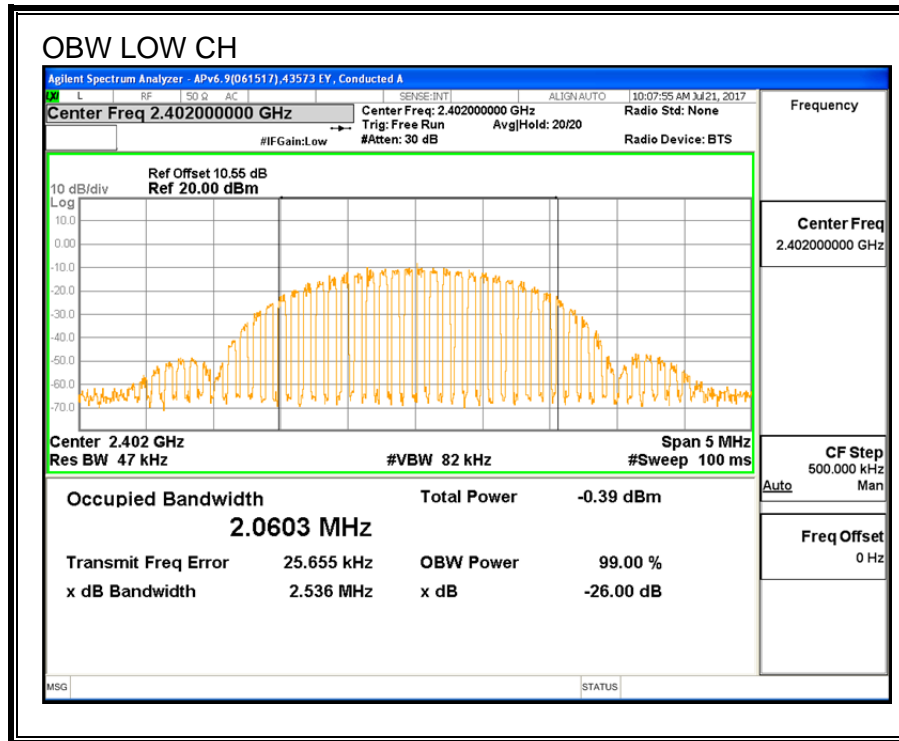 OBW LOW CH
Agilent Spectrum Analyzer - APv6.9(061517),43573 EY, Conducted A
LXI L RF 50 Ω AC SENSE:INT ALIGN AUTO 10:07:55 AM Jul 21, 2017
Center Freq 2.402000000 GHz
Center Freq: 2.402000000 GHz
Radio Std: None
Trig: Free Run Avg|Hold: 20/20
#IFGain:Low
#Atten: 30 dB
Radio Device: BTS
Ref Offset 10.55 dB
10 dB/div Ref 20.00 dBm
Log
10.0
0.00
-10.0
-20.0
-30.0
-40.0
-50.0
-60.0
-70.0
Center 2.402 GHz Span 5 MHz
Res BW 47 kHz #VBW 82 kHz #Sweep 100 ms
Occupied Bandwidth Total Power -0.39 dBm
2.0603 MHz
Transmit Freq Error 25.655 kHz OBW Power 99.00 %
x dB Bandwidth 2.536 MHz x dB -26.00 dB
MSG STATUS
Frequency
Center Freq
2.402000000 GHz
CF Step
500.000 kHz
Auto Man
Freq Offset
0 Hz